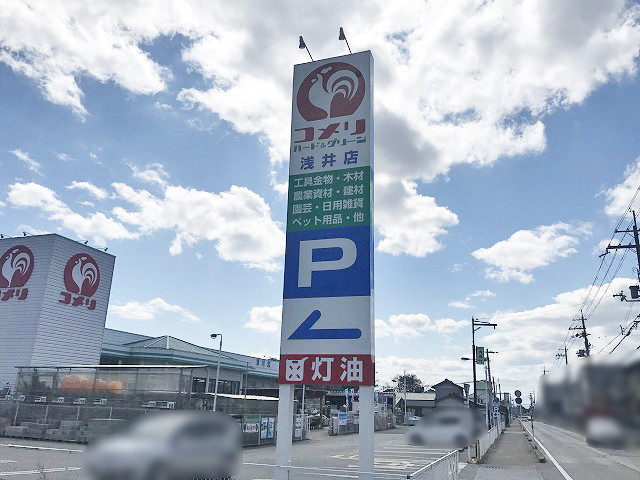 コメリ
ハード&グリーン
浅井店
工具金物・木材
農業資材・建材
園芸・日用雑貨
ペット用品・他
P
灯油
コメリ
コメリ